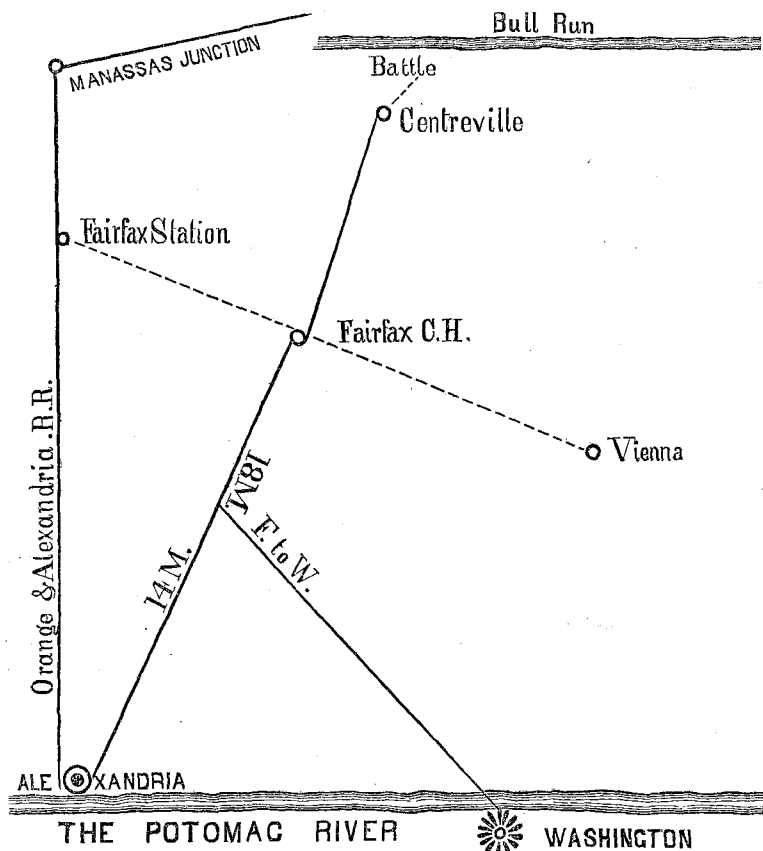 Bull Run
MANASSAS JUNCTION
Battle
Centreville
Fairfax Station
Fairfax C.H.
Orange & Alexandria .R.R.
Vienna
18M.
F. to W.
14 M.
ALEXANDRIA
THE POTOMAC RIVER
WASHINGTON